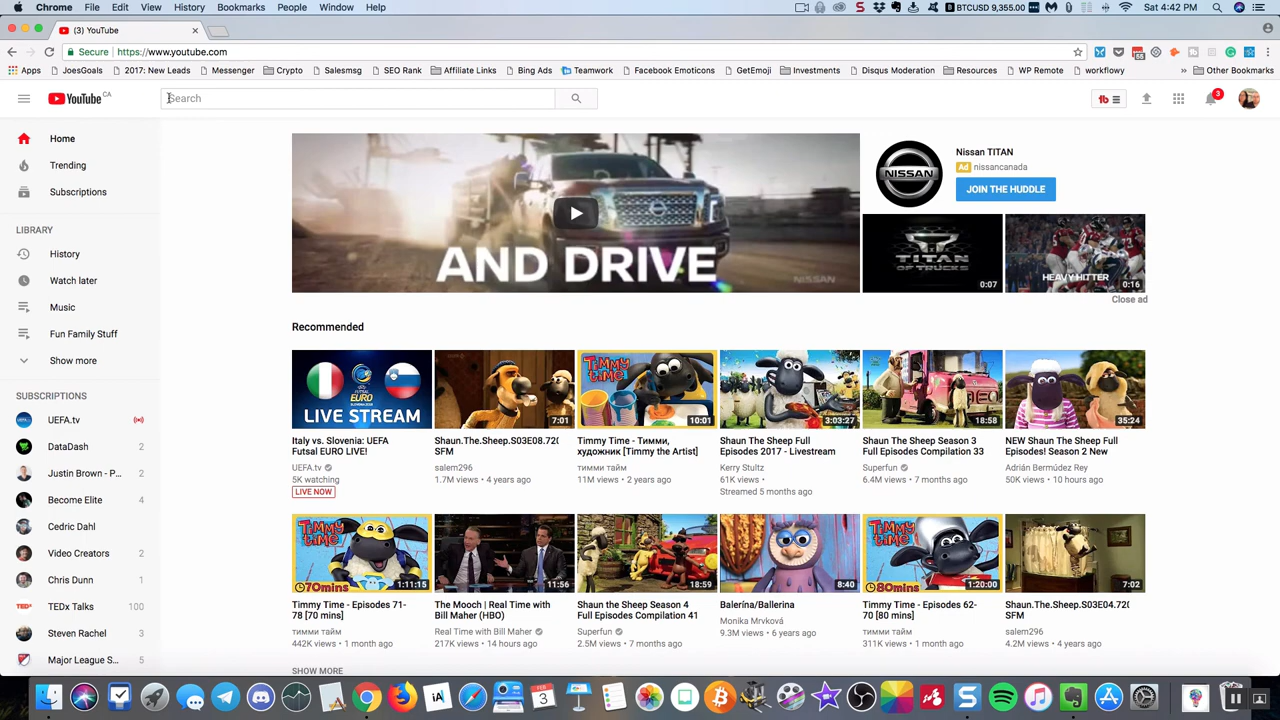 Chrome File Edit View History Bookmarks People Window Help
BTCUSD 9,355.00 Sat 4:42 PM
(3) YouTube
Secure https://www.youtube.com
Apps JoesGoals 2017: New Leads Messenger Crypto Salesmsg SEO Rank Affiliate Links Bing Ads Teamwork Facebook Emoticons GetEmoji Investments Disqus Moderation Resources WP Remote workflowy » Other Bookmarks
YouTube CA
Search
3
Home
Trending
Subscriptions
LIBRARY
History
Watch later
Music
Fun Family Stuff
Show more
SUBSCRIPTIONS
UEFA.tv
DataDash 2
Justin Brown - P... 2
Become Elite 4
Cedric Dahl
Video Creators 2
Chris Dunn 1
TEDx Talks 100
Steven Rachel 3
Major League S... 5
AND DRIVE
NISSAN
NISSAN
Nissan TITAN
Ad nissancanada
JOIN THE HUDDLE
TITAN
OF TRUCKS
0:07
HEAVY HITTER
0:16
Close ad
Recommended
EURO
LIVE STREAM
Italy vs. Slovenia: UEFA
Futsal EURO LIVE!
UEFA.tv
5K watching
LIVE NOW
7:01
Shaun.The.Sheep.S03E08.720
SFM
salem296
1.7M views • 4 years ago
TIMMY TIME
10:01
Timmy Time - Тимми,
художник [Timmy the Artist]
тимми тайм
11M views • 2 years ago
3:03:27
Shaun The Sheep Full
Episodes 2017 - Livestream
Kerry Stultz
61K views •
Streamed 5 months ago
18:58
Shaun The Sheep Season 3
Full Episodes Compilation 33
Superfun
6.4M views • 7 months ago
35:24
NEW Shaun The Sheep Full
Episodes! Season 2 New
Adrián Bermúdez Rey
50K views • 10 hours ago
TIMMY TIME
70mins
1:11:15
Timmy Time - Episodes 71-
78 [70 mins]
тимми тайм
442K views • 1 month ago
11:56
The Mooch | Real Time with
Bill Maher (HBO)
Real Time with Bill Maher
217K views • 14 hours ago
18:59
Shaun the Sheep Season 4
Full Episodes Compilation 41
Superfun
2.5M views • 7 months ago
8:40
Balerína/Ballerina
Monika Mrvková
9.3M views • 6 years ago
TIMMY TIME
80mins
1:20:00
Timmy Time - Episodes 62-
70 [80 mins]
тимми тайм
311K views • 1 month ago
7:02
Shaun.The.Sheep.S03E04.720
SFM
salem296
4.2M views • 4 years ago
SHOW MORE